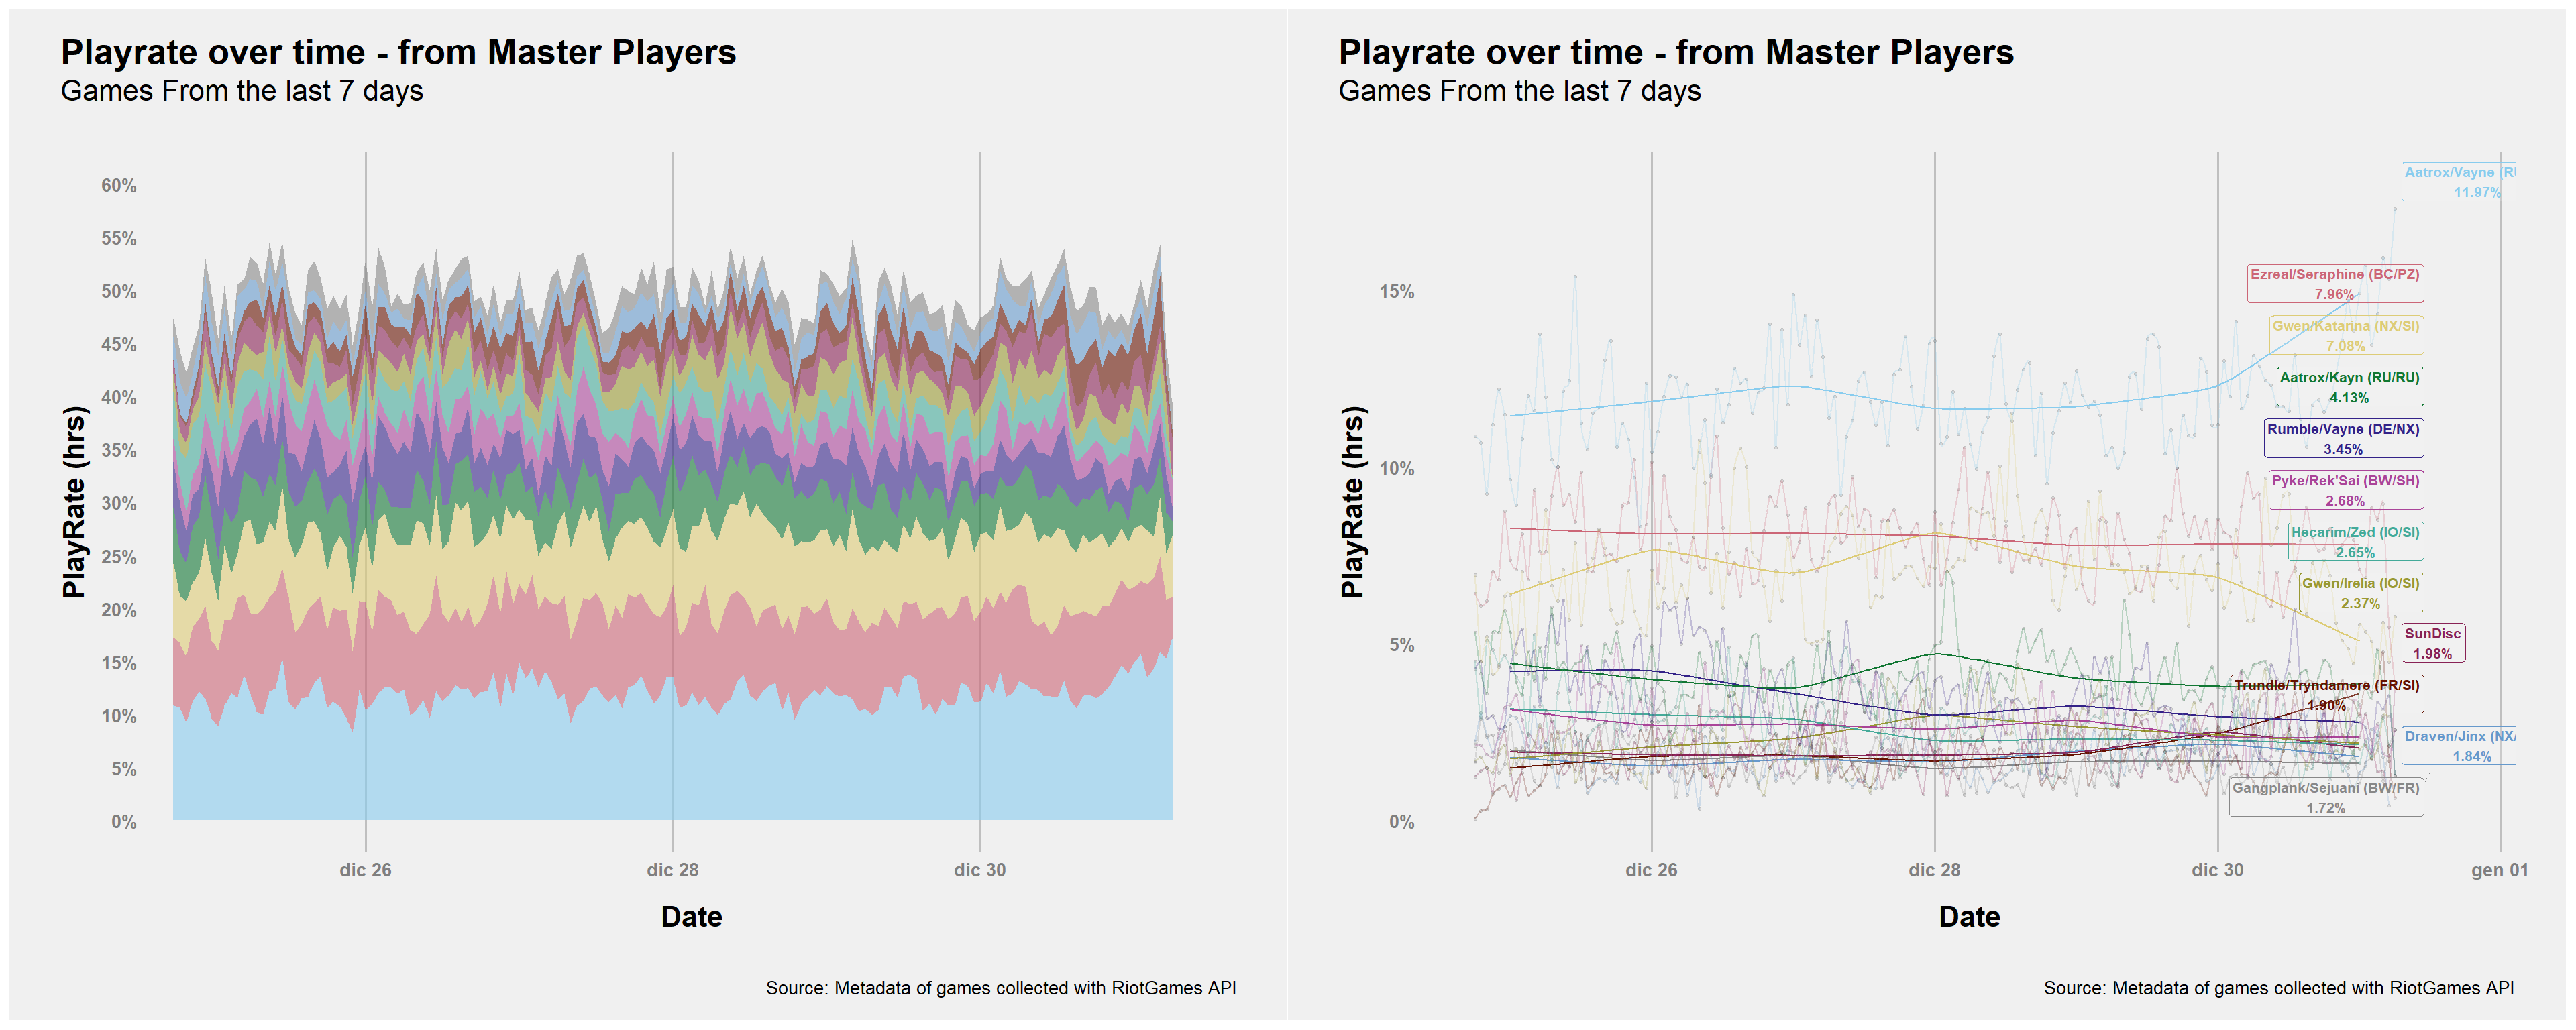 Playrate over time - from Master Players
Games From the last 7 days
60%
55%
50%
45%
40%
35%
30%
25%
20%
15%
10%
5%
0%
PlayRate (hrs)
dic 26
dic 28
dic 30
Date
Source: Metadata of games collected with RiotGames API
Playrate over time - from Master Players
Games From the last 7 days
15%
10%
5%
0%
PlayRate (hrs)
Aatrox/Vayne (RU
11.97%
Ezreal/Seraphine (BC/PZ)
7.96%
Gwen/Katarina (NX/SI)
7.08%
Aatrox/Kayn (RU/RU)
4.13%
Rumble/Vayne (DE/NX)
3.45%
Pyke/Rek'Sai (BW/SH)
2.68%
Hecarim/Zed (IO/SI)
2.65%
Gwen/Irelia (IO/SI)
2.37%
SunDisc
1.98%
Trundle/Tryndamere (FR/SI)
1.90%
Draven/Jinx (NX/
1.84%
Gangplank/Sejuani (BW/FR)
1.72%
dic 26
dic 28
dic 30
gen 01
Date
Source: Metadata of games collected with RiotGames API